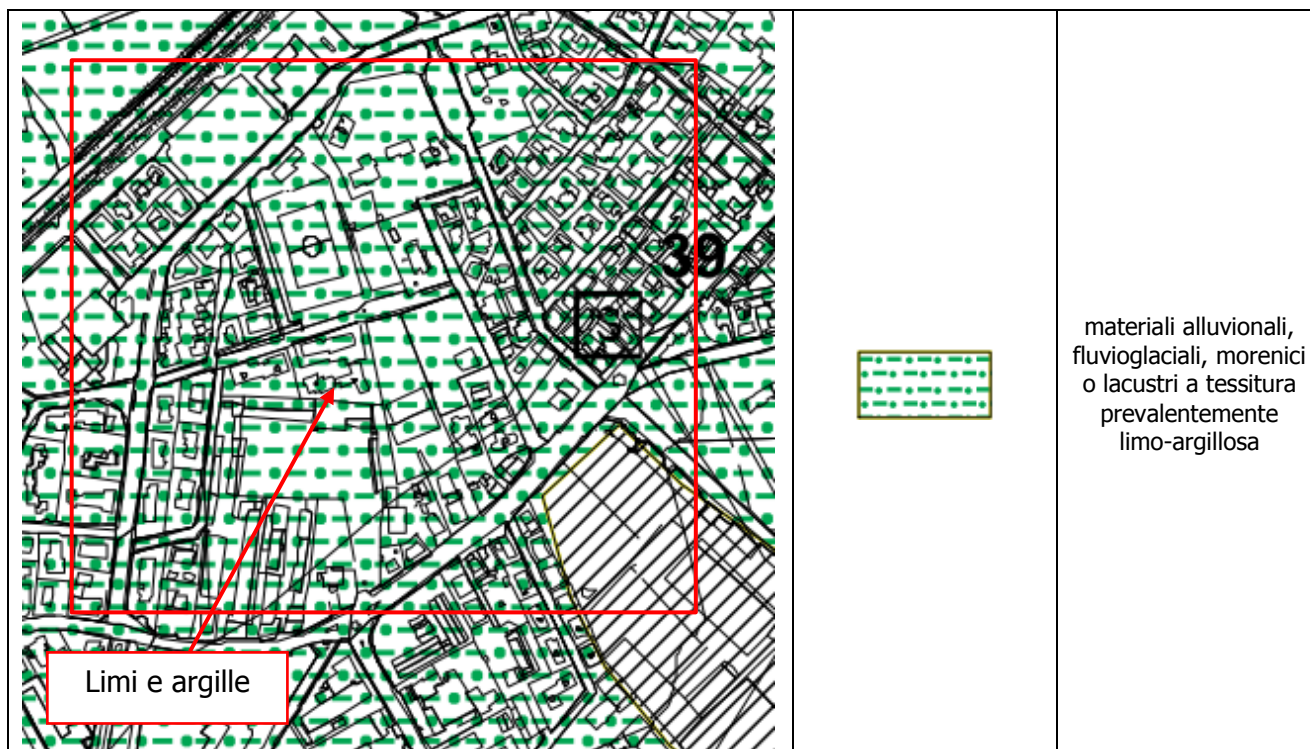 39
S
Limi e argille
materiali alluvionali,
fluvioglaciali, morenici
o lacustri a tessitura
prevalentemente
limo-argillosa